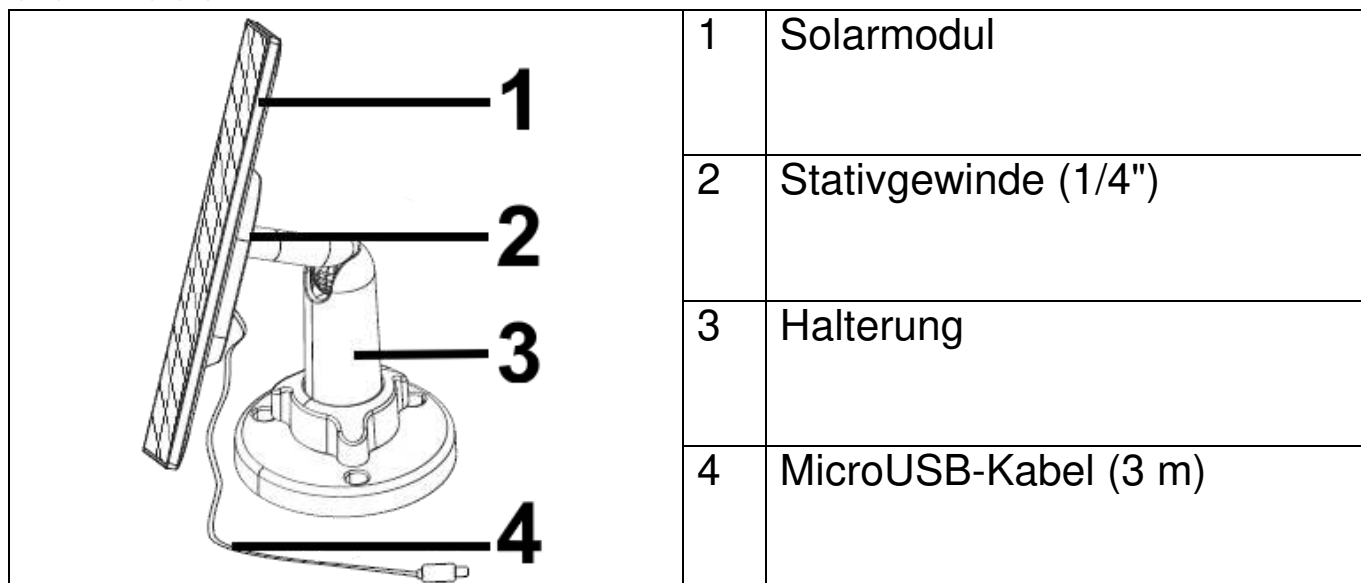 1
2
3
4
1 Solarmodul
2 Stativgewinde (1/4")
3 Halterung
4 MicroUSB-Kabel (3 m)